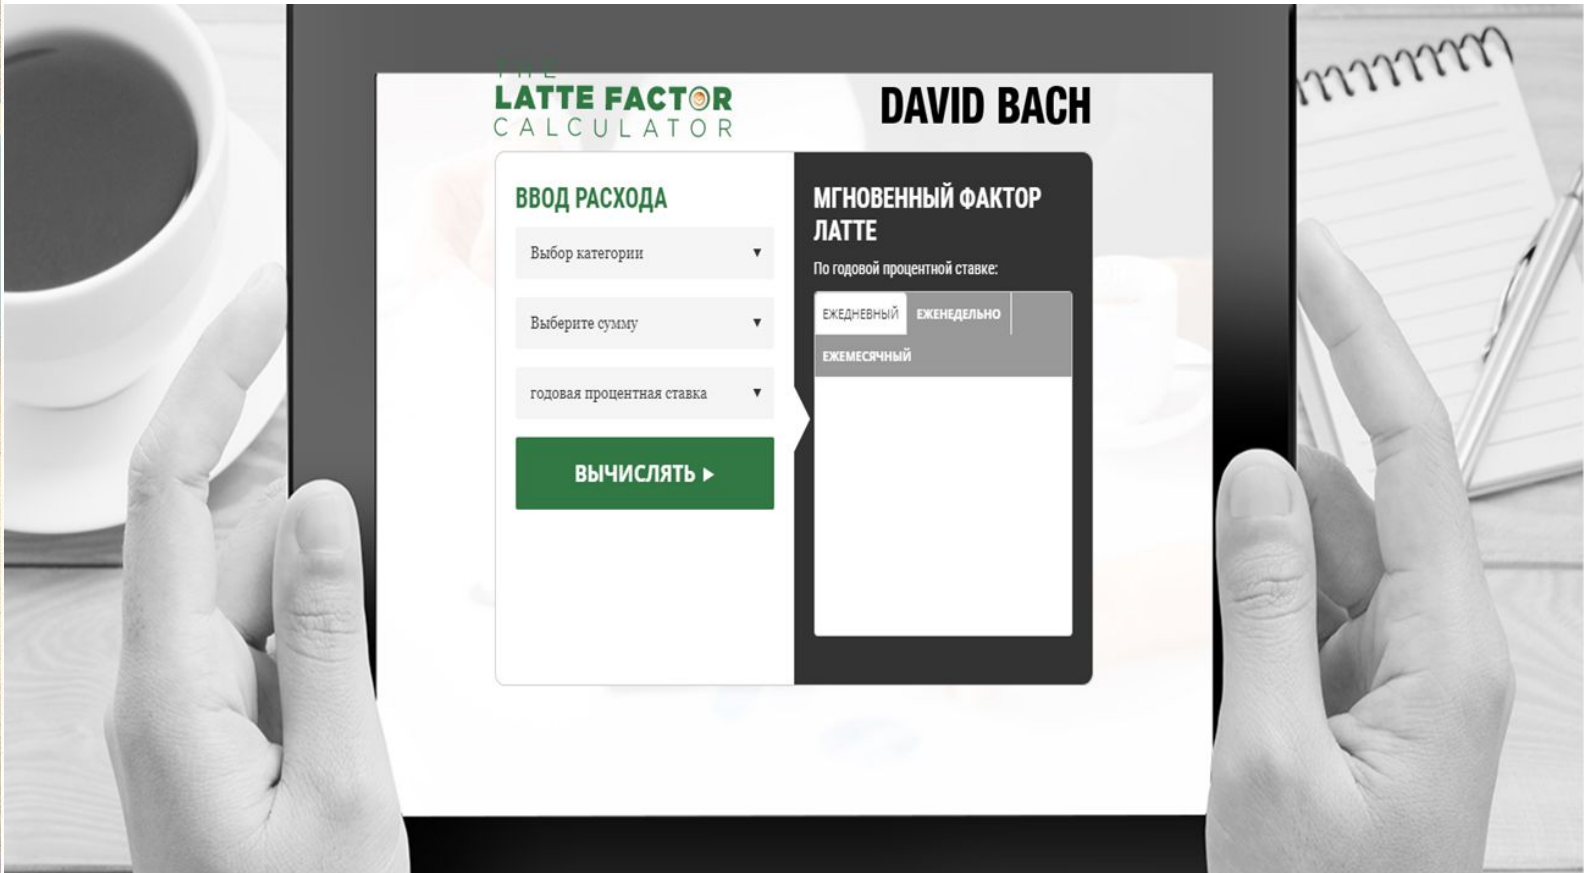 THE
LATTE FACTOR
CALCULATOR
DAVID BACH
ВВОД РАСХОДА
Выбор категории
Выберите сумму
годовая процентная ставка
ВЫЧИСЛЯТЬ
МГНОВЕННЫЙ ФАКТОР
ЛАТТЕ
По годовой процентной ставке:
ЕЖЕДНЕВНЫЙ ЕЖЕНЕДЕЛЬНО
ЕЖЕМЕСЯЧНЫЙ